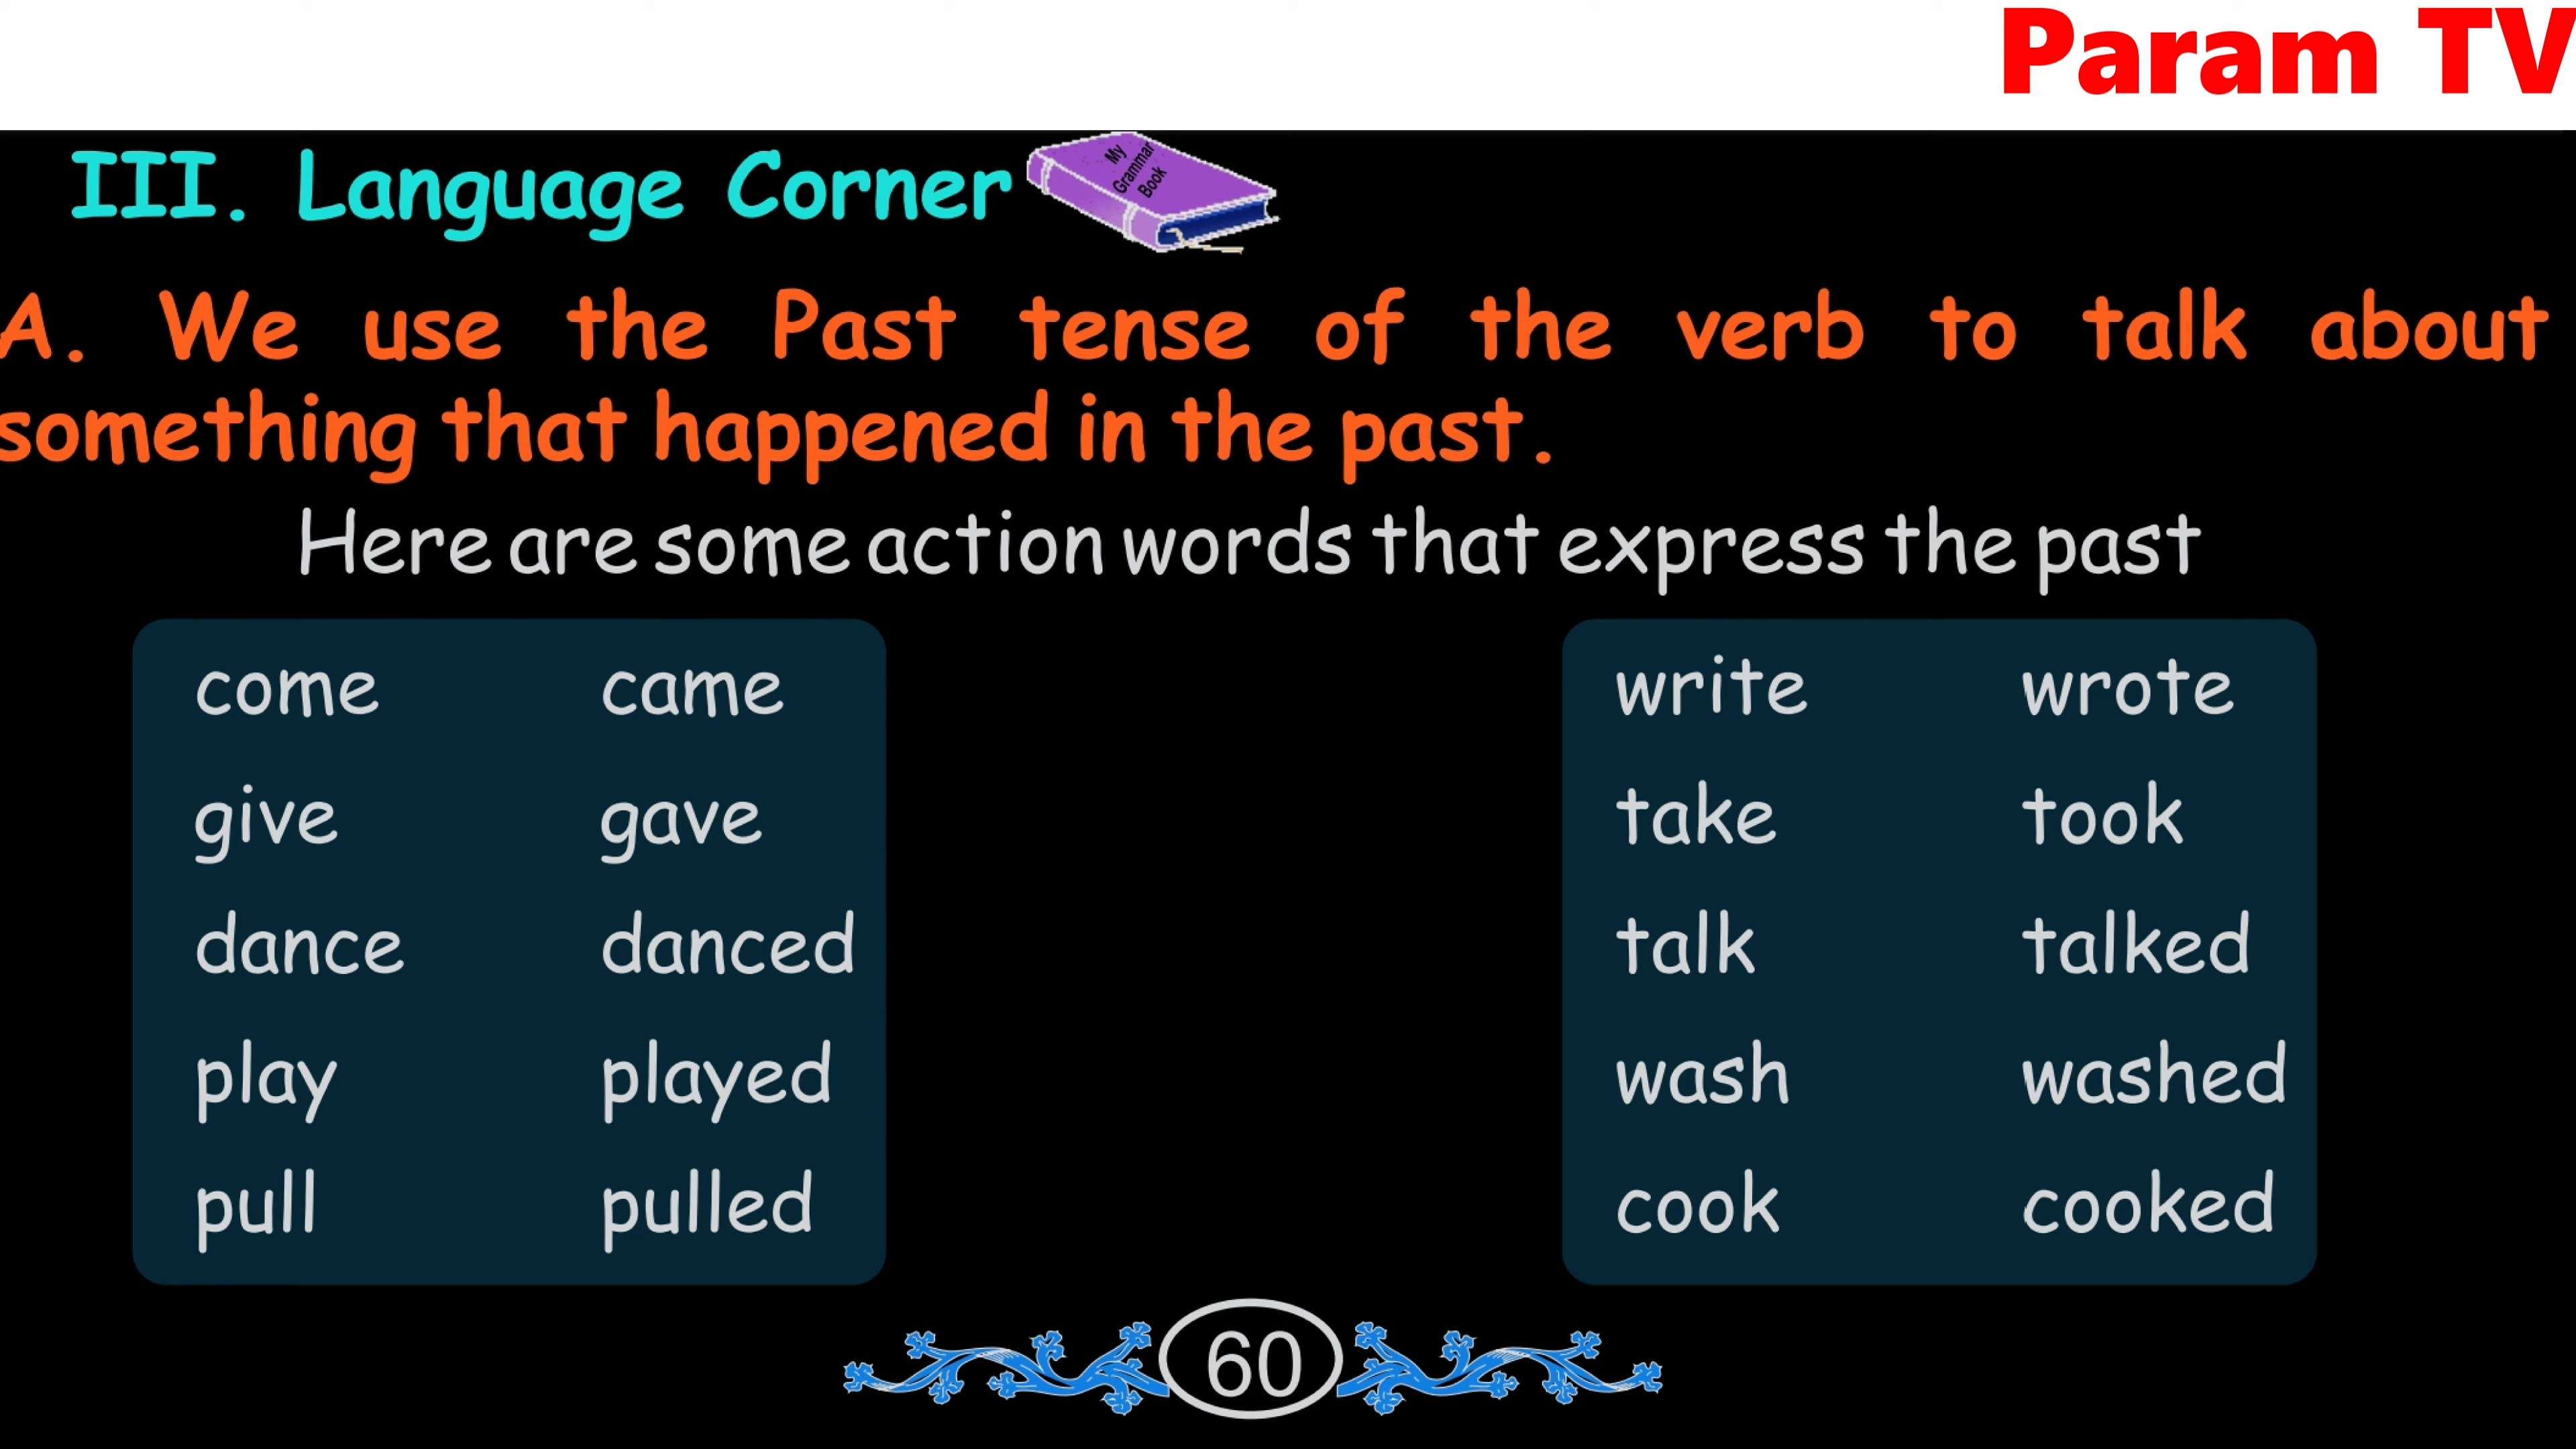 Param TV
III. Language Corner
My
Grammar
Book
A. We use the Past tense of the verb to talk about
something that happened in the past.
Here are some action words that express the past
come came
give gave
dance danced
play played
pull pulled
write wrote
take took
talk talked
wash washed
cook cooked
60